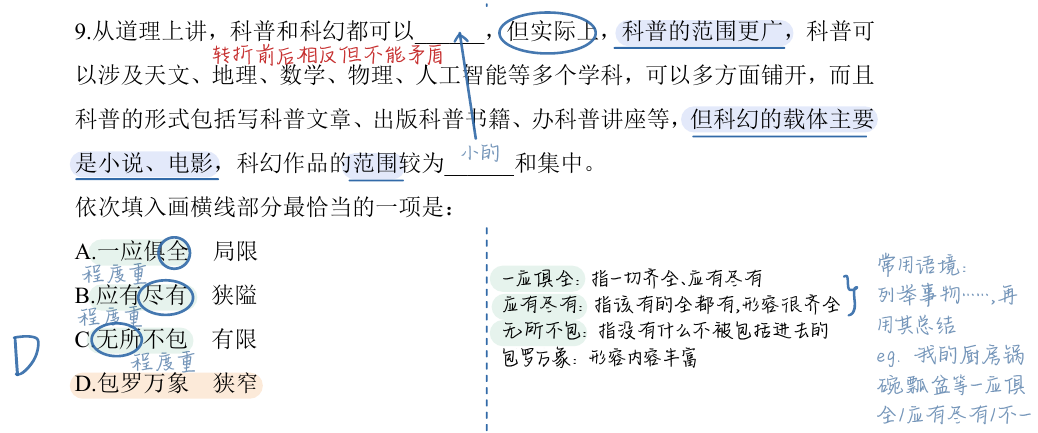 9.从道理上讲，科普和科幻都可以______，但实际上，科普的范围更广，科普可
转折前后相反但不能矛盾
以涉及天文、地理、数学、物理、人工智能等多个学科，可以多方面铺开，而且
科普的形式包括写科普文章、出版科普书籍、办科普讲座等，但科幻的载体主要
是小说、电影，科幻作品的范围较为______和集中。
小的
依次填入画横线部分最恰当的一项是：
A.一应俱全 局限
程度重
B.应有尽有 狭隘
程度重
C.无所不包 有限
程度重
D.包罗万象 狭窄
D
一应俱全：指一切齐全、应有尽有
应有尽有：指该有的全都有,形容很齐全
无所不包：指没有什么不被包括进去的
包罗万象：形容内容丰富
常用语境：
列举事物……,再
用其总结
eg. 我的厨房锅
碗瓢盆等一应俱
全/应有尽有/不一